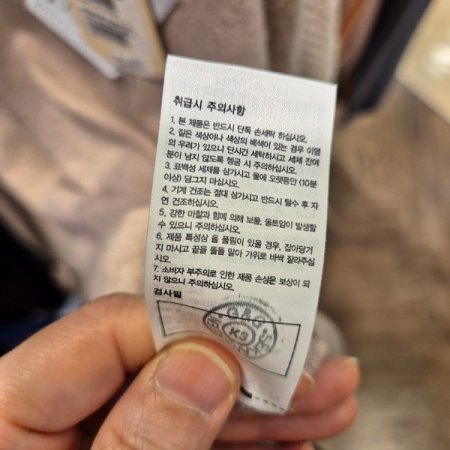 취급시 주의사항
1. 본 제품은 반드시 단독 손세탁 하십시오.
2. 짙은 색상이나 색상의 배색이 있는 경우 이염
의 우려가 있으니 단시간 세탁하시고 세제 잔여
분이 남지 않도록 헹굼 시 주의하십시오.
3. 표백성 세제를 삼가시고 물에 오랫동안 (10분
이상) 담그지 마십시오.
4. 기계 건조는 절대 삼가시고 반드시 탈수 후 자
연 건조하십시오.
5. 강한 마찰과 힘에 의해 보풀, 올트임이 발생할
수 있으니 주의하십시오.
6. 제품 특성상 올 풀림이 있을 경우, 잡아당기
지 마시고 끝을 돌돌 말아 가위로 바싹 잘라주십
시오.
7. 소비자 부주의로 인한 제품 손상은 보상이 되
지 않으니 주의하십시오.
검사필
K3